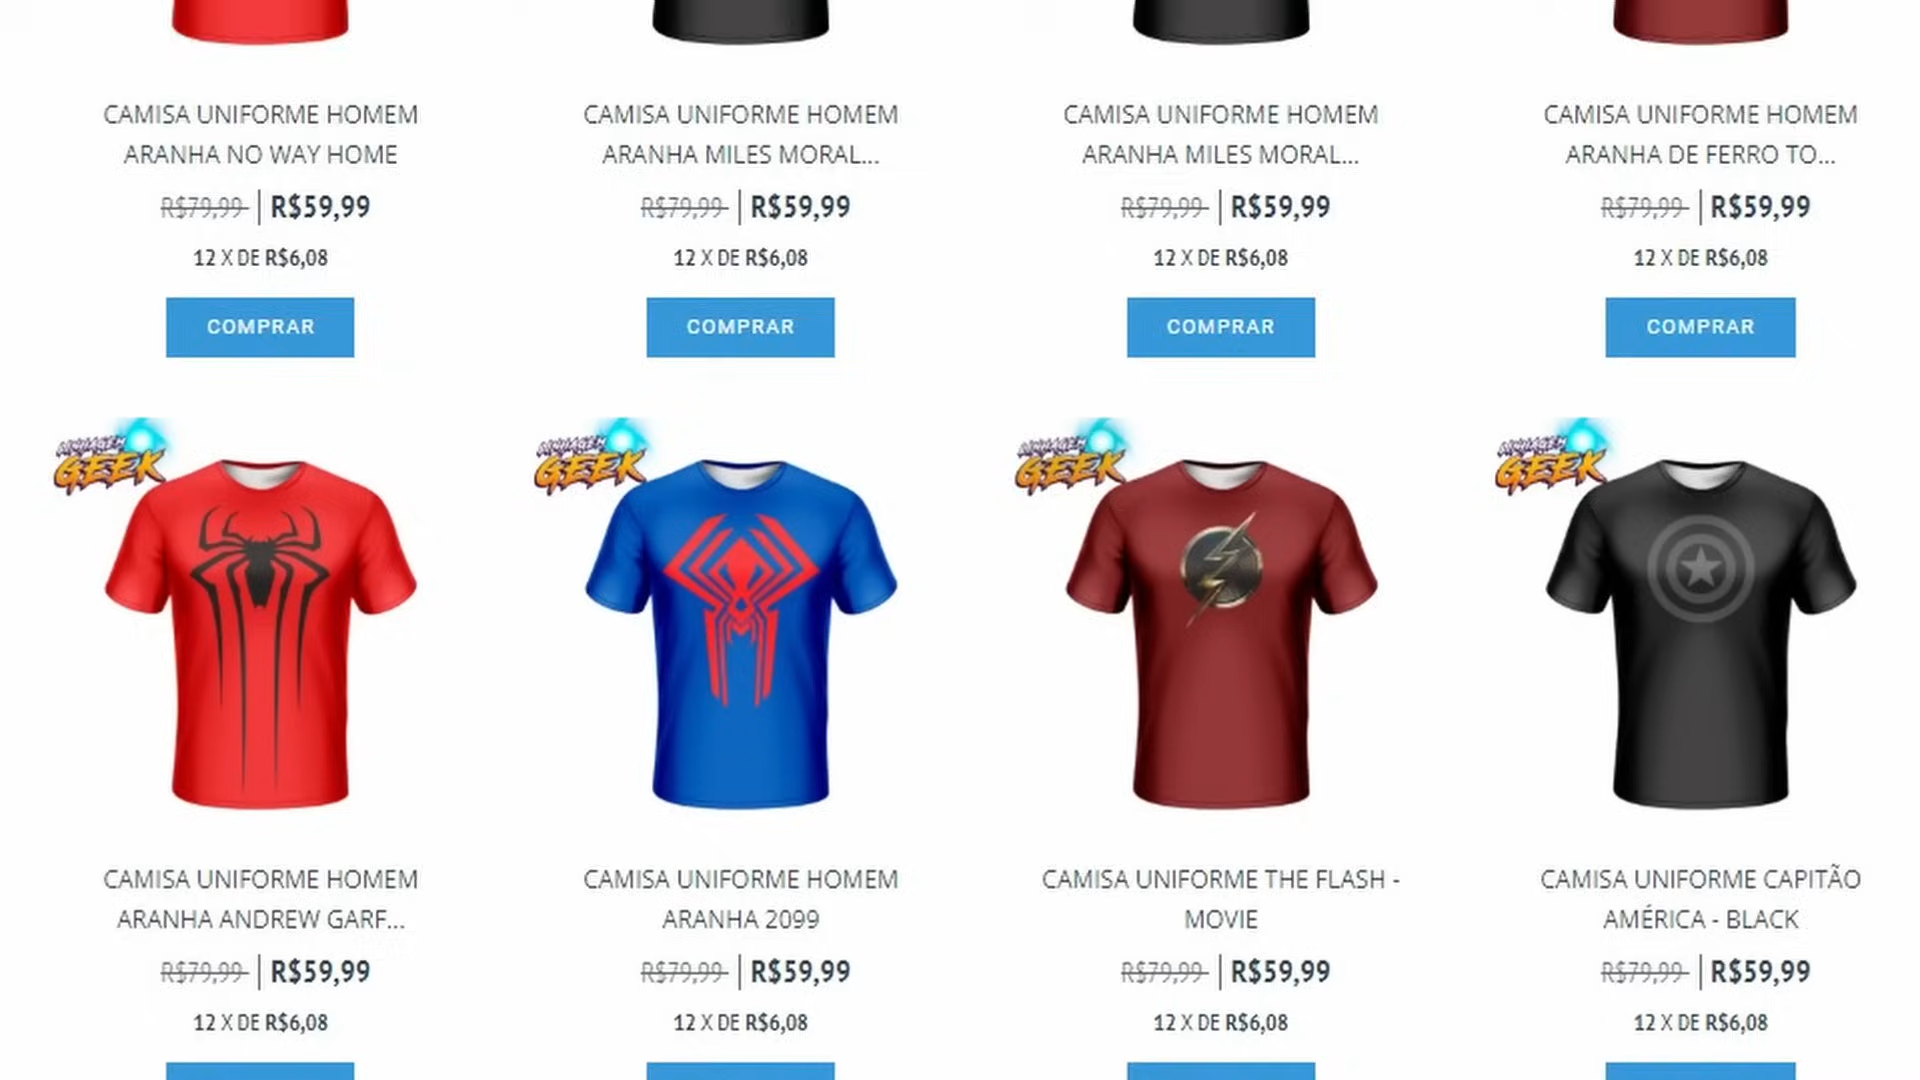 CAMISA UNIFORME HOMEM
ARANHA NO WAY HOME
R$79,99 R$59,99
12 X DE R$6,08
COMPRAR
CAMISA UNIFORME HOMEM
ARANHA MILES MORAL...
R$79,99 R$59,99
12 X DE R$6,08
COMPRAR
CAMISA UNIFORME HOMEM
ARANHA MILES MORAL...
R$79,99 R$59,99
12 X DE R$6,08
COMPRAR
CAMISA UNIFORME HOMEM
ARANHA DE FERRO TO...
R$79,99 R$59,99
12 X DE R$6,08
COMPRAR
GEEK
CAMISA UNIFORME HOMEM
ARANHA ANDREW GARF...
R$79,99 R$59,99
12 X DE R$6,08
GEEK
CAMISA UNIFORME HOMEM
ARANHA 2099
R$79,99 R$59,99
12 X DE R$6,08
GEEK
CAMISA UNIFORME THE FLASH -
MOVIE
R$79,99 R$59,99
12 X DE R$6,08
GEEK
CAMISA UNIFORME CAPITÃO
AMÉRICA - BLACK
R$79,99 R$59,99
12 X DE R$6,08